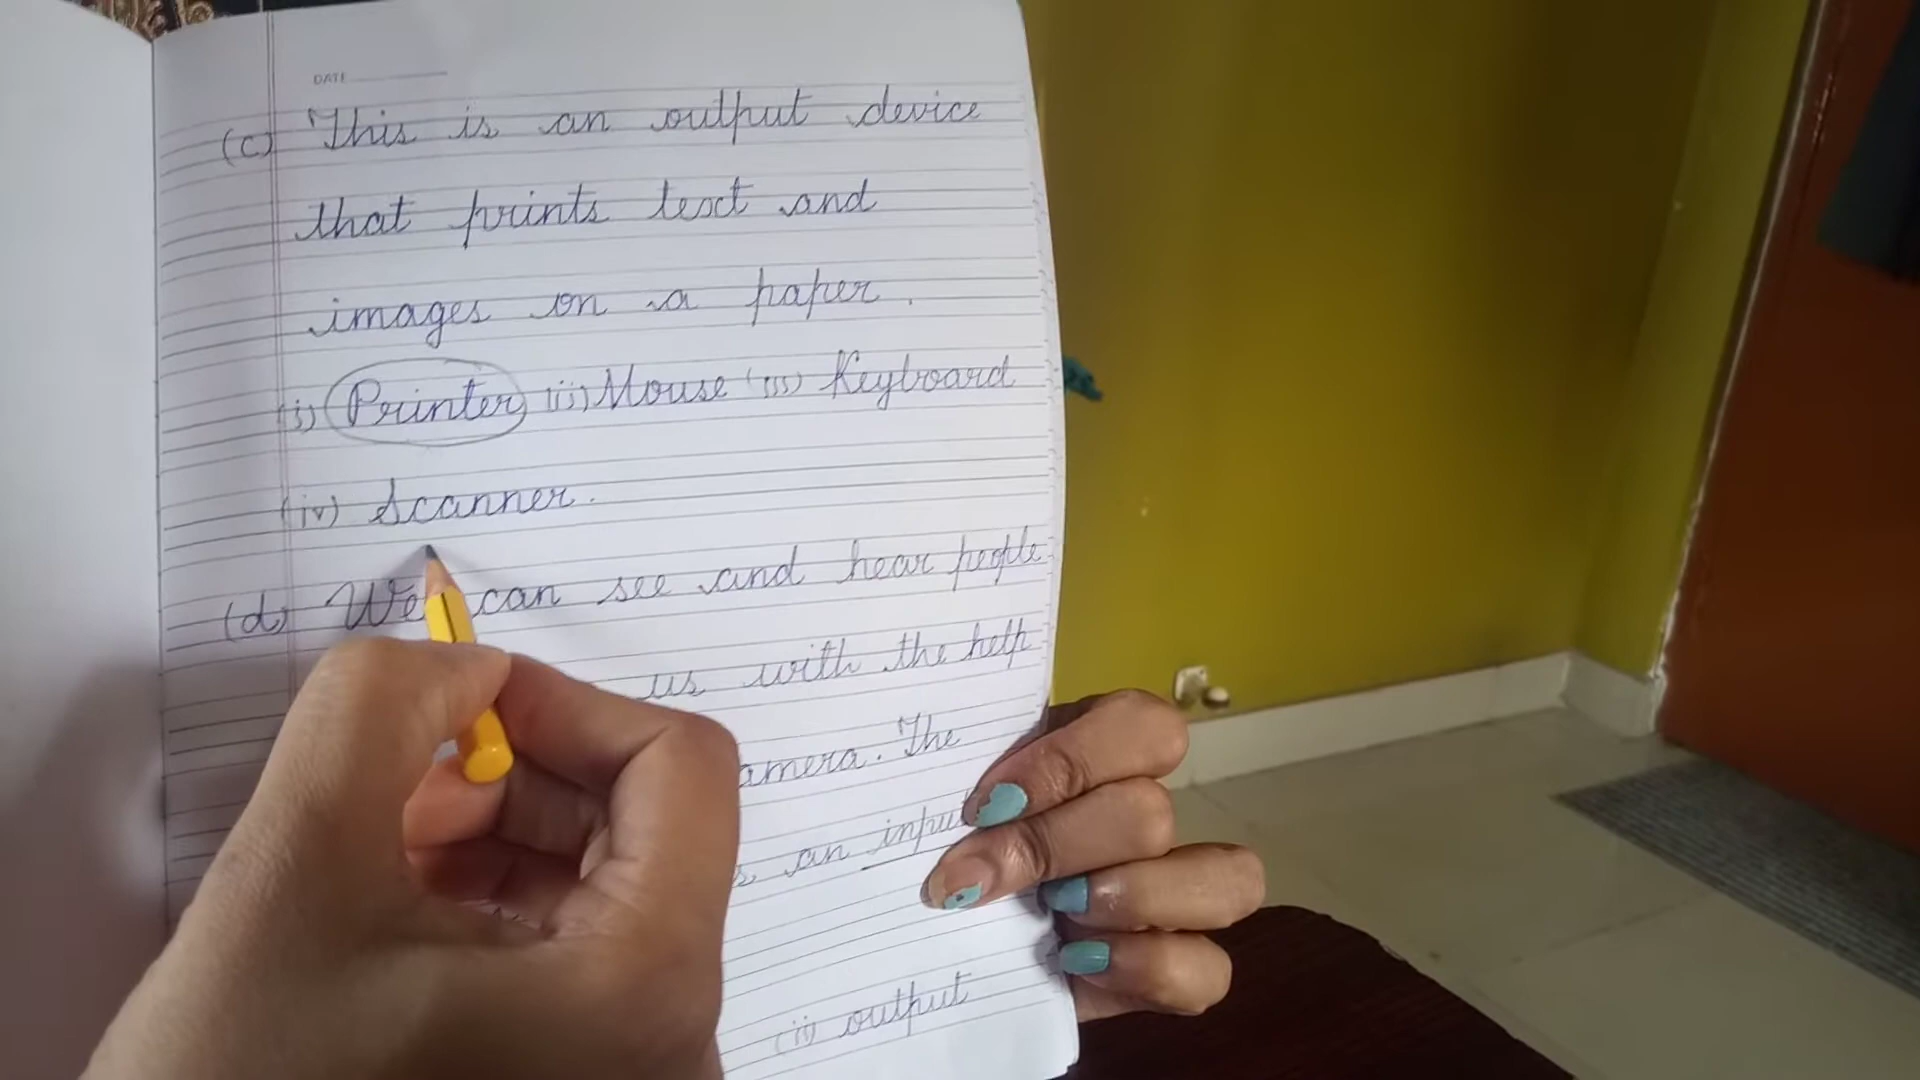 DATE
(c) This is an output device
that prints text and
images on a paper.
(i) Printer (ii) Mouse (iii) Keyboard
(iv) Scanner.
(d) We can see and hear people
us with the help
amera. The
an input
(ii) output